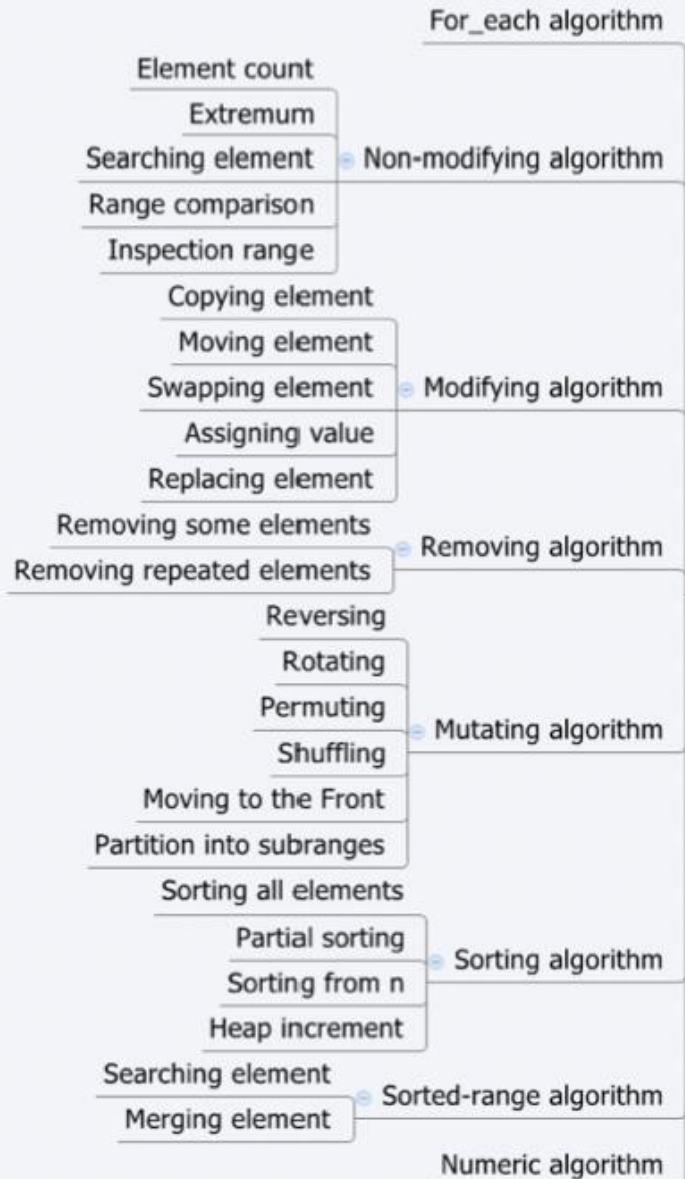 For_each algorithm
Element count
Extremum
Searching element
Non-modifying algorithm
Range comparison
Inspection range
Copying element
Moving element
Swapping element
Modifying algorithm
Assigning value
Replacing element
Removing some elements
Removing algorithm
Removing repeated elements
Reversing
Rotating
Permuting
Mutating algorithm
Shuffling
Moving to the Front
Partition into subranges
Sorting all elements
Partial sorting
Sorting algorithm
Sorting from n
Heap increment
Searching element
Sorted-range algorithm
Merging element
Numeric algorithm